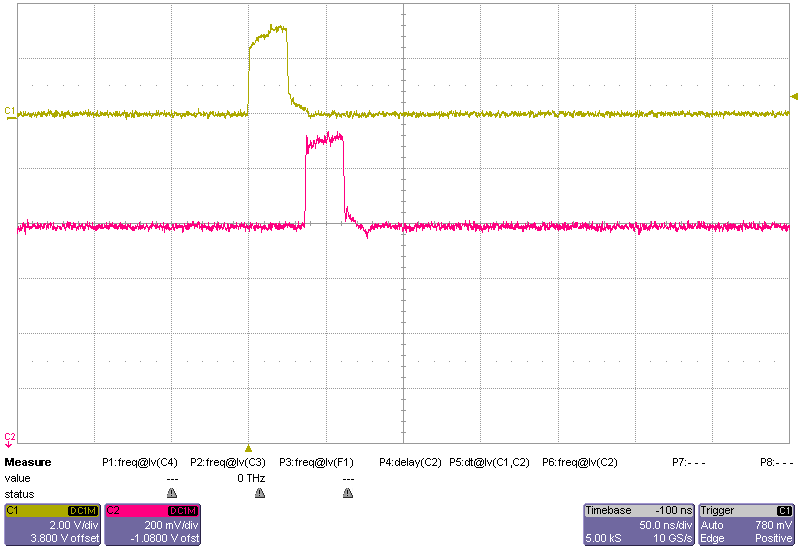 C1
C2
Measure P1:freq@lv(C4) P2:freq@lv(C3) P3:freq@lv(F1) P4:delay(C2) P5:dt@lv(C1,C2) P6:freq@lv(C2) P7:- - - P8:- - -
value --- 0 THz ---
status
C1 DC1M C2 DC1M Timebase -100 ns Trigger C1
2.00 V/div 200 mV/div 50.0 ns/div Auto 780 mV
3.800 V offset -1.0800 V ofst 5.00 kS 10 GS/s Edge Positive